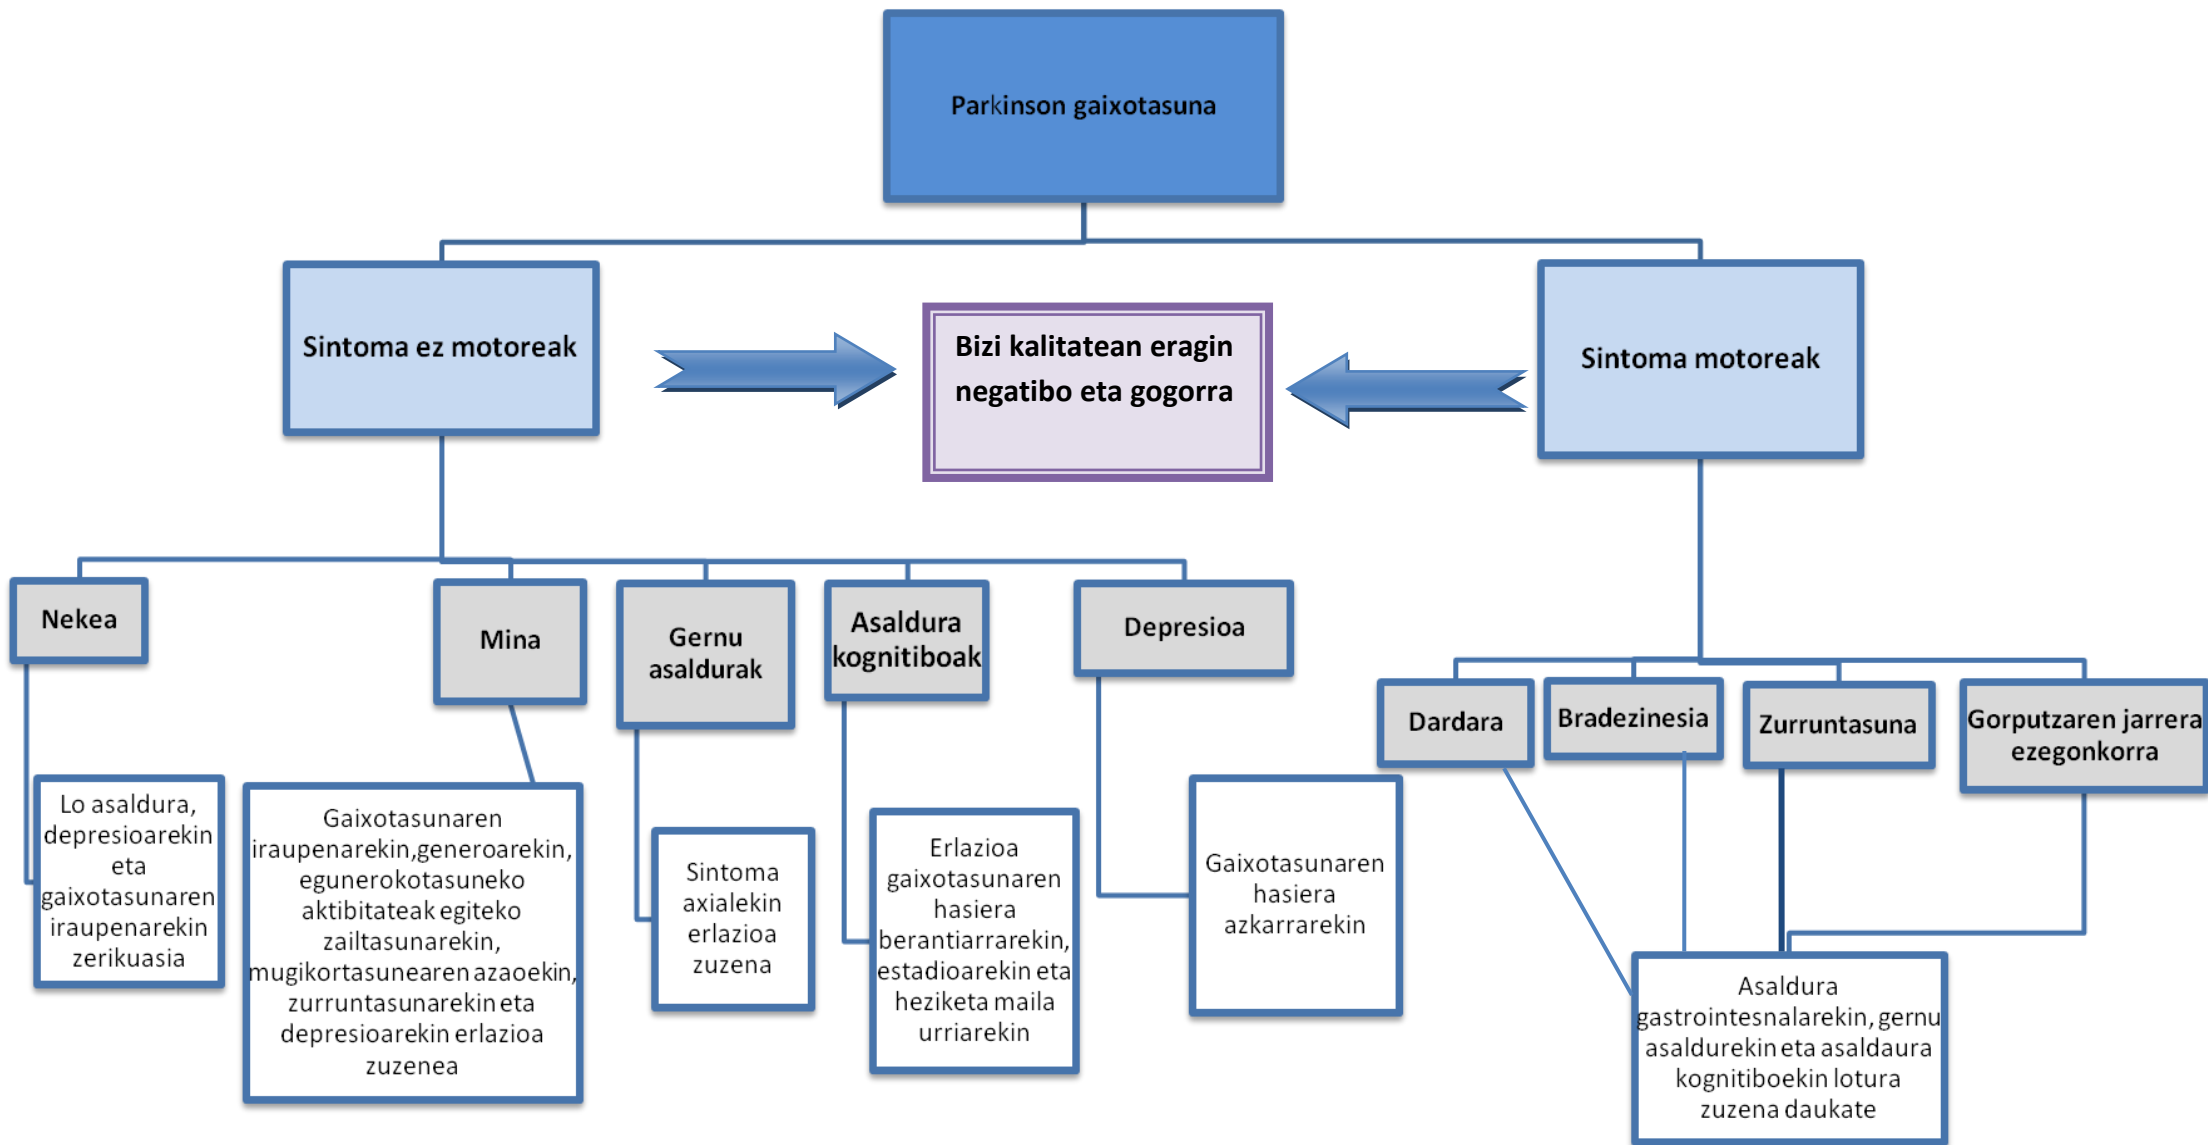 Parkinson gaixotasuna
Sintoma ez motoreak
Bizi kalitatean eragin
negatibo eta gogorra
Sintoma motoreak
Nekea
Mina
Gernu
asaldurak
Asaldura
kognitiboak
Depresioa
Dardara
Bradezinesia
Zurruntasuna
Gorputzaren jarrera
ezegonkorra
Lo asaldura,
depresioarekin
eta
gaixotasunaren
iraupenarekin
zerikuasia
Gaixotasunaren
iraupenarekin,generoarekin,
egunerokotasuneko
aktibitateak egiteko
zailtasunarekin,
mugikortasunearen azaoekin,
zurruntasunarekin eta
depresioarekin erlazioa
zuzenea
Sintoma
axialekin
erlazioa
zuzena
Erlazioa
gaixotasunaren
hasiera
berantiarrarekin,
estadioarekin eta
heziketa maila
urriarekin
Gaixotasunaren
hasiera
azkarrarekin
Asaldura
gastrointesnalarekin, gernu
asaldurekin eta asaldaura
kognitiboekin lotura
zuzena daukate